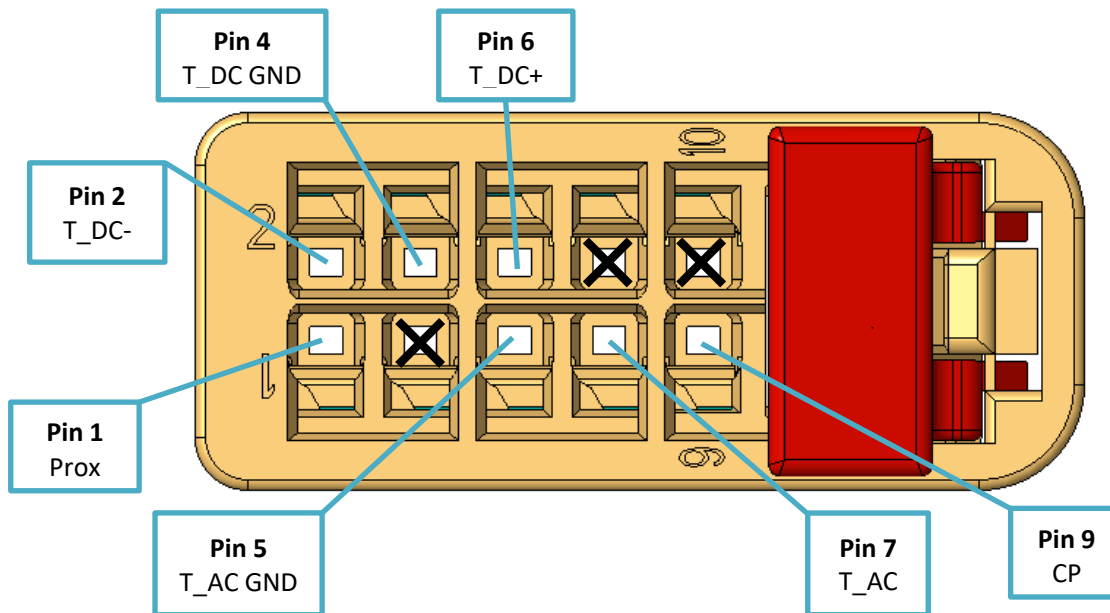 Pin 4
T_DC GND
Pin 6
T_DC+
Pin 2
T_DC-
2
10
1
9
Pin 1
Prox
Pin 5
T_AC GND
Pin 7
T_AC
Pin 9
CP